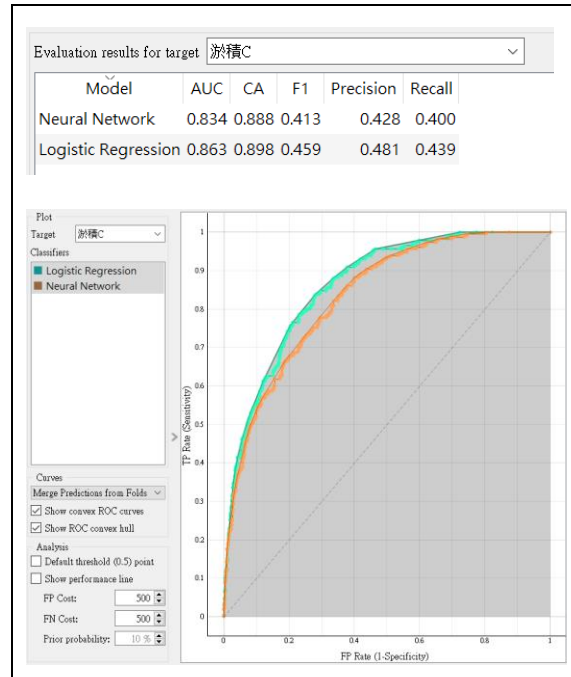 Evaluation results for target 淤積C
Model AUC CA F1 Precision Recall
Neural Network 0.834 0.888 0.413 0.428 0.400
Logistic Regression 0.863 0.898 0.459 0.481 0.439
Plot
Target 淤積C
Classifiers
Logistic Regression
Neural Network
Curves
Merge Predictions from Folds
Show convex ROC curves
Show ROC convex hull
Analysis
Default threshold (0.5) point
Show performance line
FP Cost: 500
FN Cost: 500
Prior probability: 10 %
TP Rate (Sensitivity)
1
0.9
0.8
0.7
0.6
0.5
0.4
0.3
0.2
0.1
0
0 0.2 0.4 0.6 0.8 1
FP Rate (1-Specificity)